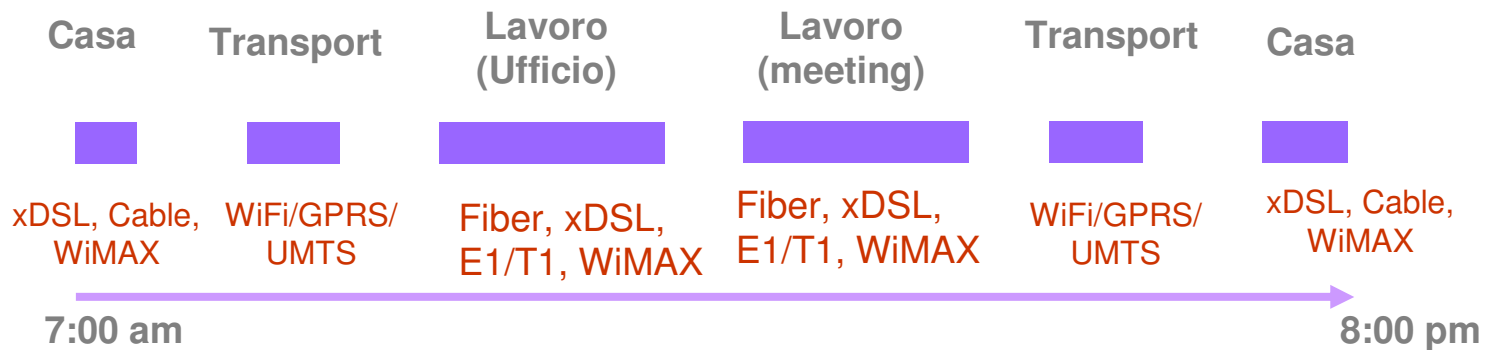 Casa
Transport
Lavoro
(Ufficio)
Lavoro
(meeting)
Transport
Casa
xDSL, Cable,
WiMAX
WiFi/GPRS/
UMTS
Fiber, xDSL,
E1/T1, WiMAX
Fiber, xDSL,
E1/T1, WiMAX
WiFi/GPRS/
UMTS
xDSL, Cable,
WiMAX
7:00 am
8:00 pm